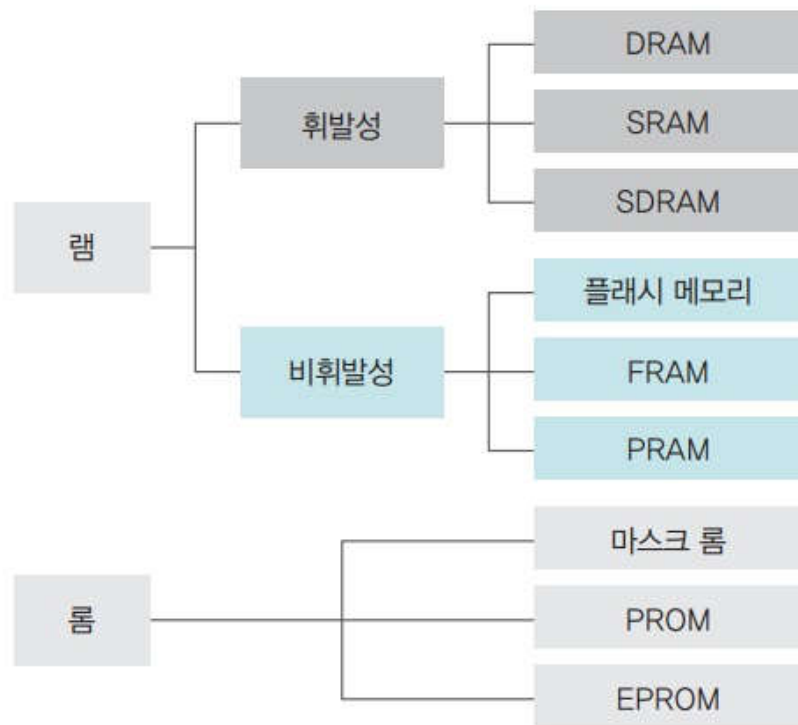 램
휘발성
DRAM
SRAM
SDRAM
비휘발성
플래시 메모리
FRAM
PRAM
롬
마스크 롬
PROM
EPROM